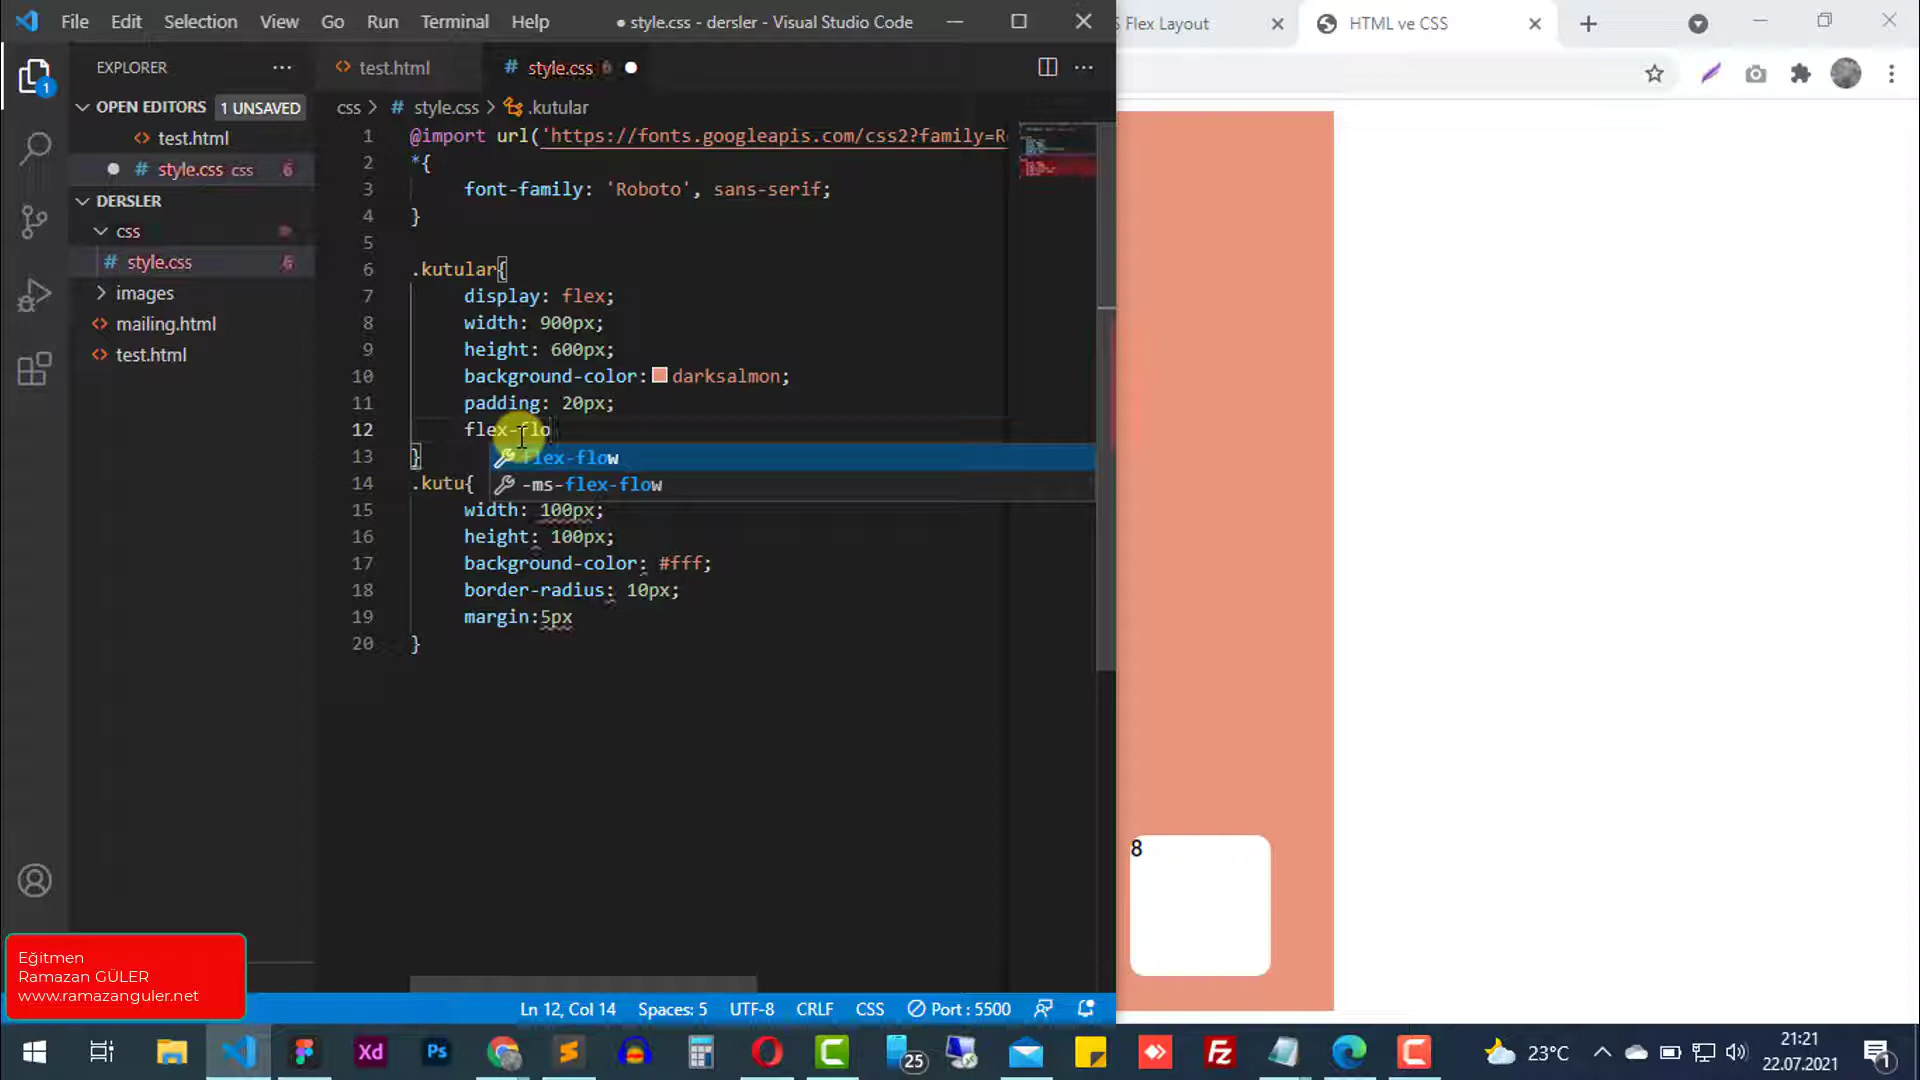 File Edit Selection View Go Run Terminal Help
● style.css - dersler - Visual Studio Code
S Flex Layout
HTML ve CSS
EXPLORER
OPEN EDITORS 1 UNSAVED
test.html
style.css css 6
DERSLER
css
style.css 6
images
mailing.html
test.html
1
test.html
style.css 6
css > style.css > .kutular
1 @import url('https://fonts.googleapis.com/css2?family=R
2 *{
3 font-family: 'Roboto', sans-serif;
4 }
5
6 .kutular{
7 display: flex;
8 width: 900px;
9 height: 600px;
10 background-color: darksalmon;
11 padding: 20px;
12 flex-flo
13 }
flex-flow
-ms-flex-flow
14 .kutu{
15 width: 100px;
16 height: 100px;
17 background-color: #fff;
18 border-radius: 10px;
19 margin:5px
20 }
8
Eğitmen
Ramazan GÜLER
www.ramazanguler.net
Ln 12, Col 14 Spaces: 5 UTF-8 CRLF CSS Port : 5500
Xd Ps 25 FZ 23°C
21:21
22.07.2021
1